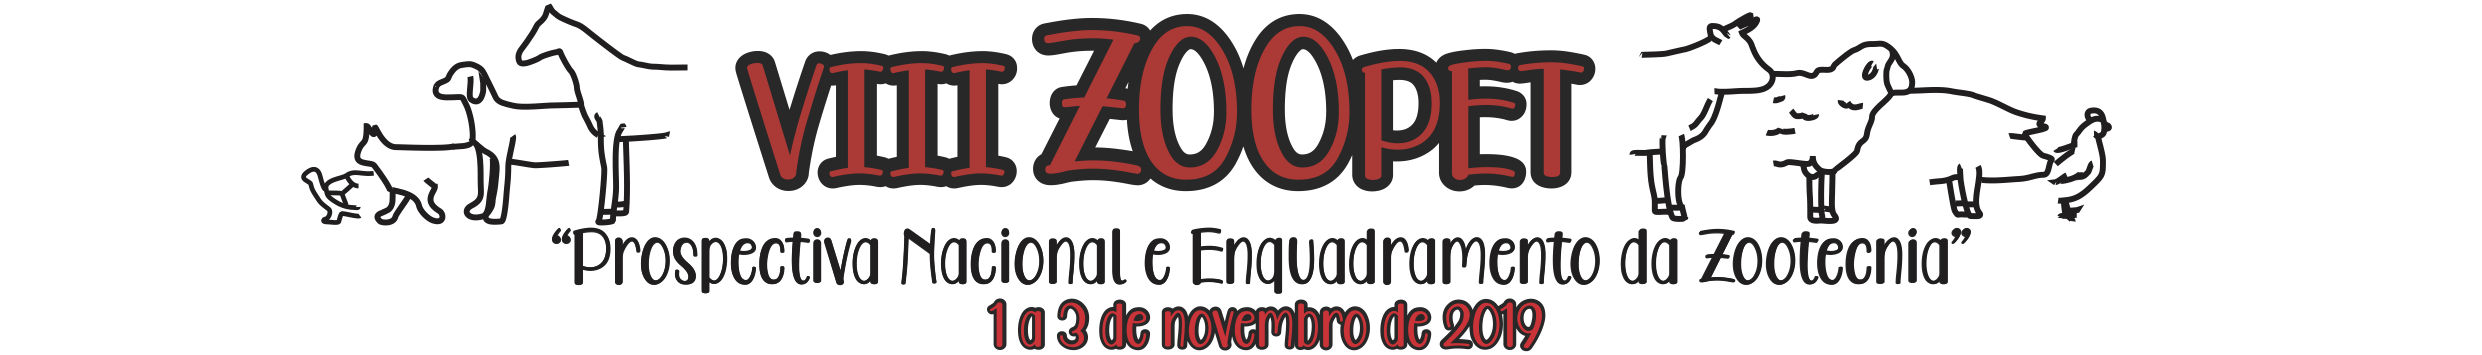 VIII ZOOPET
“Prospectiva Nacional e Enquadramento da Zootecnia”
1 a 3 de novembro de 2019